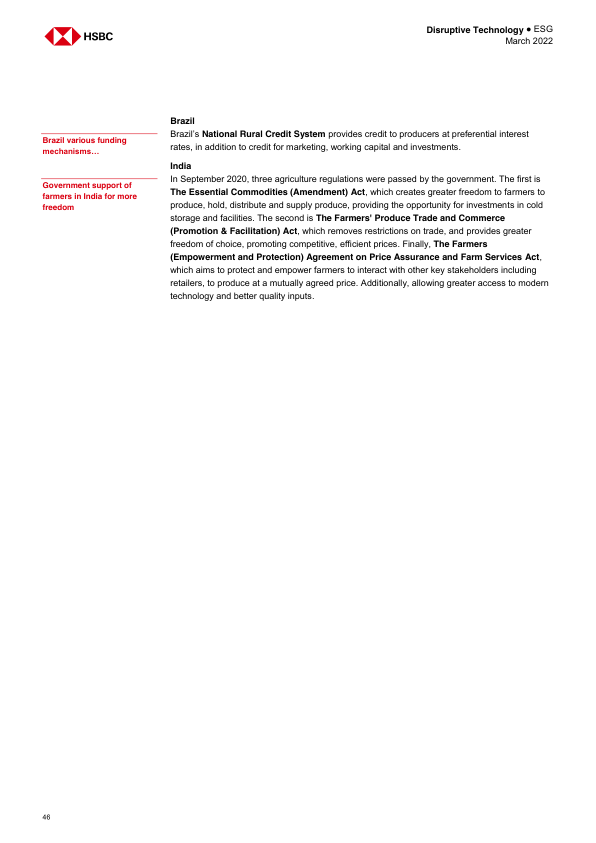 HSBC
Disruptive Technology ● ESG
March 2022
Brazil various funding
mechanisms…
Brazil
Brazil's National Rural Credit System provides credit to producers at preferential interest
rates, in addition to credit for marketing, working capital and investments.
Government support of
farmers in India for more
freedom
India
In September 2020, three agriculture regulations were passed by the government. The first is
The Essential Commodities (Amendment) Act, which creates greater freedom to farmers to
produce, hold, distribute and supply produce, providing the opportunity for investments in cold
storage and facilities. The second is The Farmers' Produce Trade and Commerce
(Promotion & Facilitation) Act, which removes restrictions on trade, and provides greater
freedom of choice, promoting competitive, efficient prices. Finally, The Farmers
(Empowerment and Protection) Agreement on Price Assurance and Farm Services Act,
which aims to protect and empower farmers to interact with other key stakeholders including
retailers, to produce at a mutually agreed price. Additionally, allowing greater access to modern
technology and better quality inputs.
46